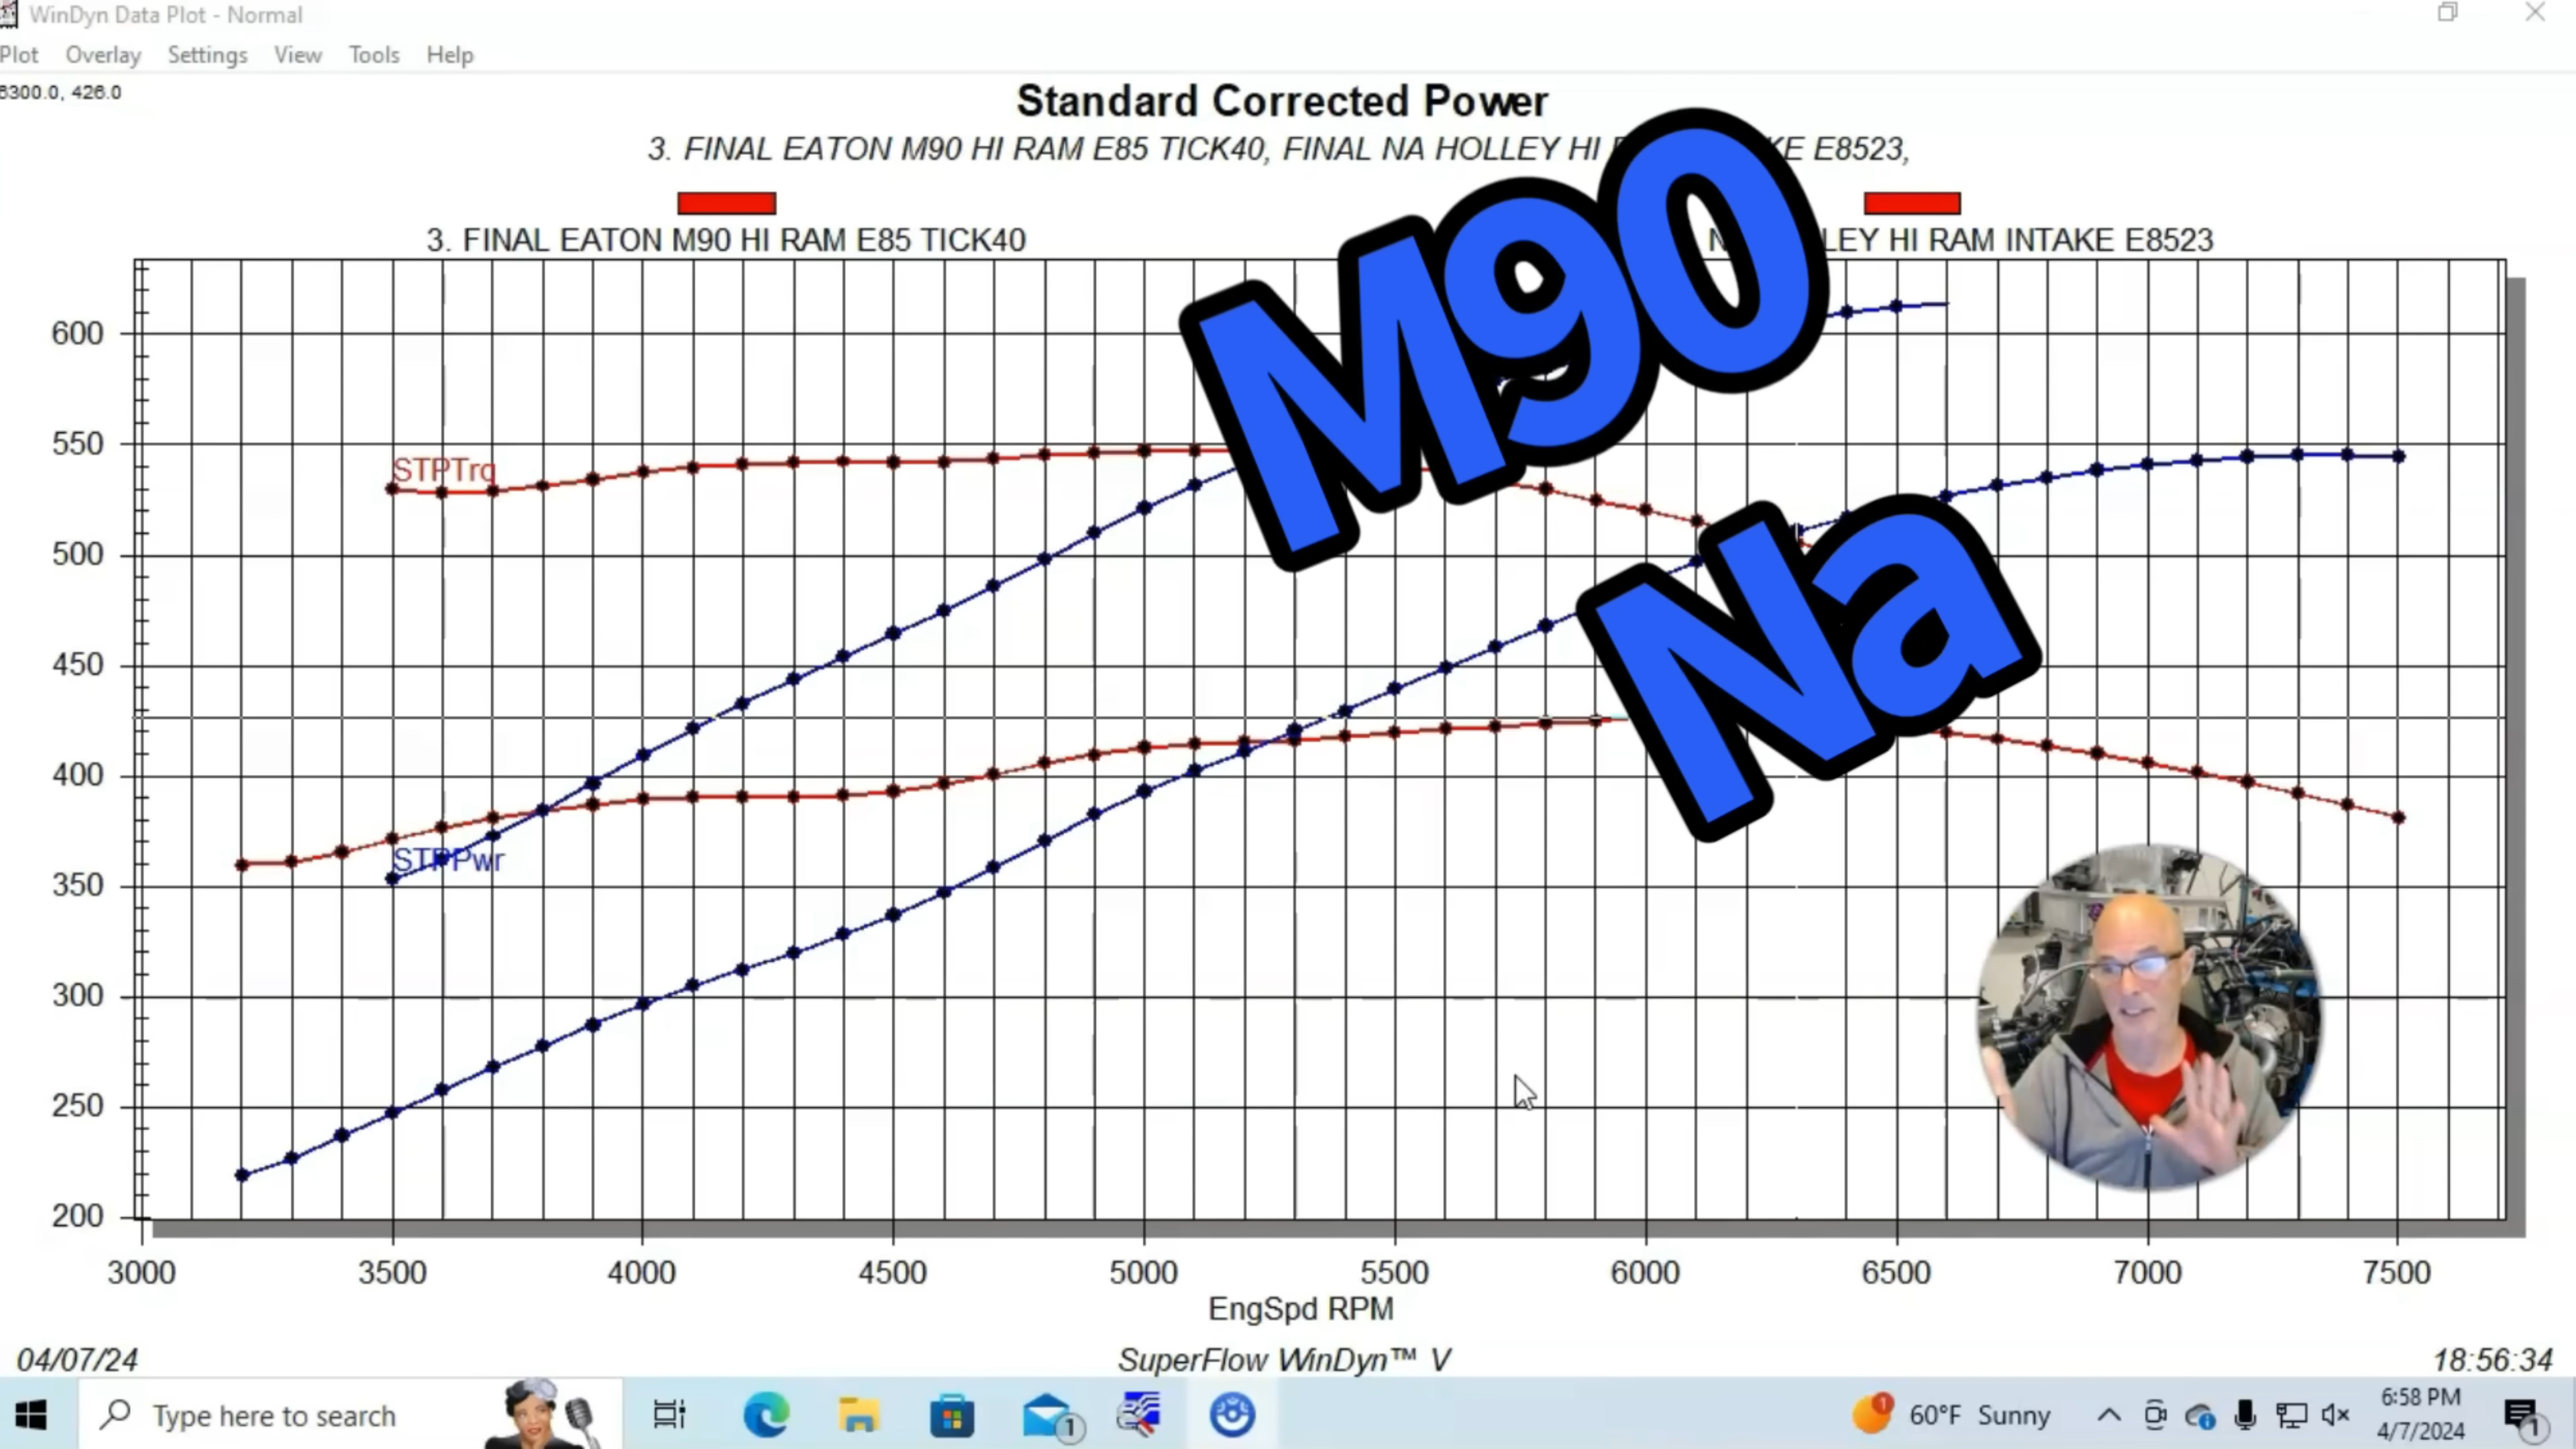 WinDyn Data Plot - Normal
Plot Overlay Settings View Tools Help
6300.0, 426.0
Standard Corrected Power
3. FINAL EATON M90 HI RAM E85 TICK40, FINAL NA HOLLEY HI E E8523,
3. FINAL EATON M90 HI RAM E85 TICK40
LEY HI RAM INTAKE E8523
M90
Na
600
550
500
450
400
350
300
250
200
STPTrq
STPPwr
3000 3500 4000 4500 5000 5500 6000 6500 7000 7500
EngSpd RPM
04/07/24 SuperFlow WinDyn™ V 18:56:34
Type here to search
1
1
60°F Sunny
6:58 PM
4/7/2024
1